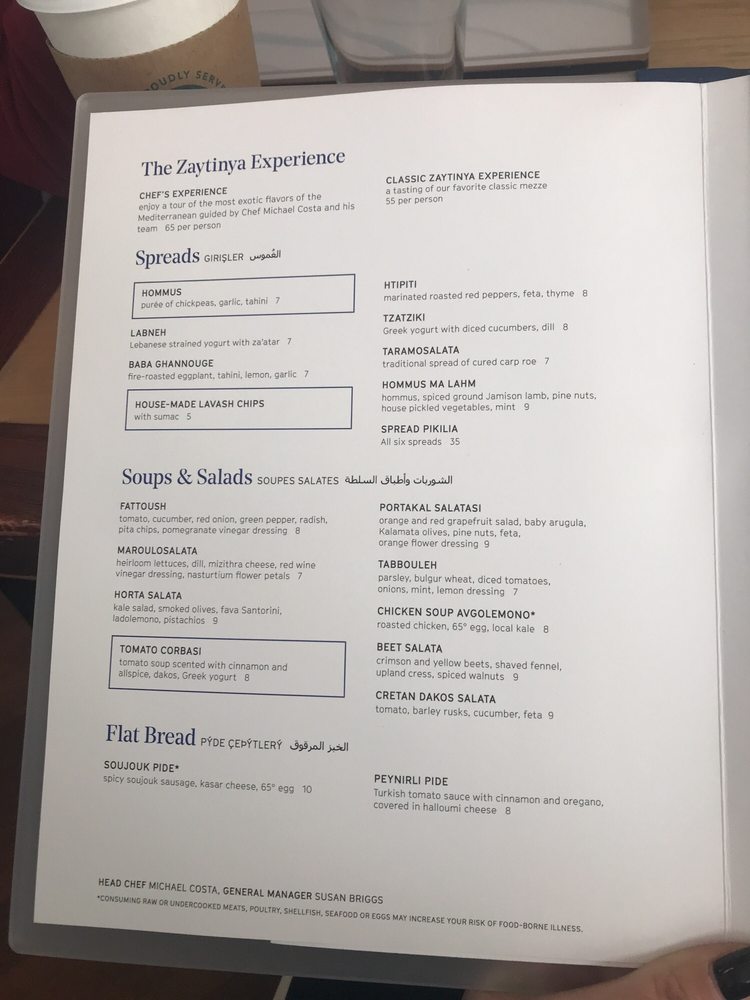 OUDLY SERV
The Zaytinya Experience
CHEF'S EXPERIENCE
enjoy a tour of the most exotic flavors of the
Mediterranean guided by Chef Michael Costa and his
team 65 per person
CLASSIC ZAYTINYA EXPERIENCE
a tasting of our favorite classic mezze
55 per person
Spreads GIRIŞLER الغُموس
HOMMUS
purée of chickpeas, garlic, tahini 7
LABNEH
Lebanese strained yogurt with za'atar 7
BABA GHANNOUGE
fire-roasted eggplant, tahini, lemon, garlic 7
HOUSE-MADE LAVASH CHIPS
with sumac 5
HTIPITI
marinated roasted red peppers, feta, thyme 8
TZATZIKI
Greek yogurt with diced cucumbers, dill 8
TARAMOSALATA
traditional spread of cured carp roe 7
HOMMUS MA LAHM
hommus, spiced ground Jamison lamb, pine nuts,
house pickled vegetables, mint 9
SPREAD PIKILIA
All six spreads 35
Soups & Salads SOUPES SALATES الشوربات وأطباق السلطة
FATTOUSH
tomato, cucumber, red onion, green pepper, radish,
pita chips, pomegranate vinegar dressing 8
MAROULOSALATA
heirloom lettuces, dill, mizithra cheese, red wine
vinegar dressing, nasturtium flower petals 7
HORTA SALATA
kale salad, smoked olives, fava Santorini,
ladolemono, pistachios 9
TOMATO CORBASI
tomato soup scented with cinnamon and
allspice, dakos, Greek yogurt 8
PORTAKAL SALATASI
orange and red grapefruit salad, baby arugula,
Kalamata olives, pine nuts, feta,
orange flower dressing 9
TABBOULEH
parsley, bulgur wheat, diced tomatoes,
onions, mint, lemon dressing 7
CHICKEN SOUP AVGOLEMONO*
roasted chicken, 65° egg, local kale 8
BEET SALATA
crimson and yellow beets, shaved fennel,
upland cress, spiced walnuts 9
CRETAN DAKOS SALATA
tomato, barley rusks, cucumber, feta 9
Flat Bread PÝDE ÇEÞÝTLERÝ الخبز المرقوق
SOUJOUK PIDE*
spicy soujouk sausage, kasar cheese, 65° egg 10
PEYNIRLI PIDE
Turkish tomato sauce with cinnamon and oregano,
covered in halloumi cheese 8
HEAD CHEF MICHAEL COSTA, GENERAL MANAGER SUSAN BRIGGS
*CONSUMING RAW OR UNDERCOOKED MEATS, POULTRY, SHELLFISH, SEAFOOD OR EGGS MAY INCREASE YOUR RISK OF FOOD-BORNE ILLNESS.